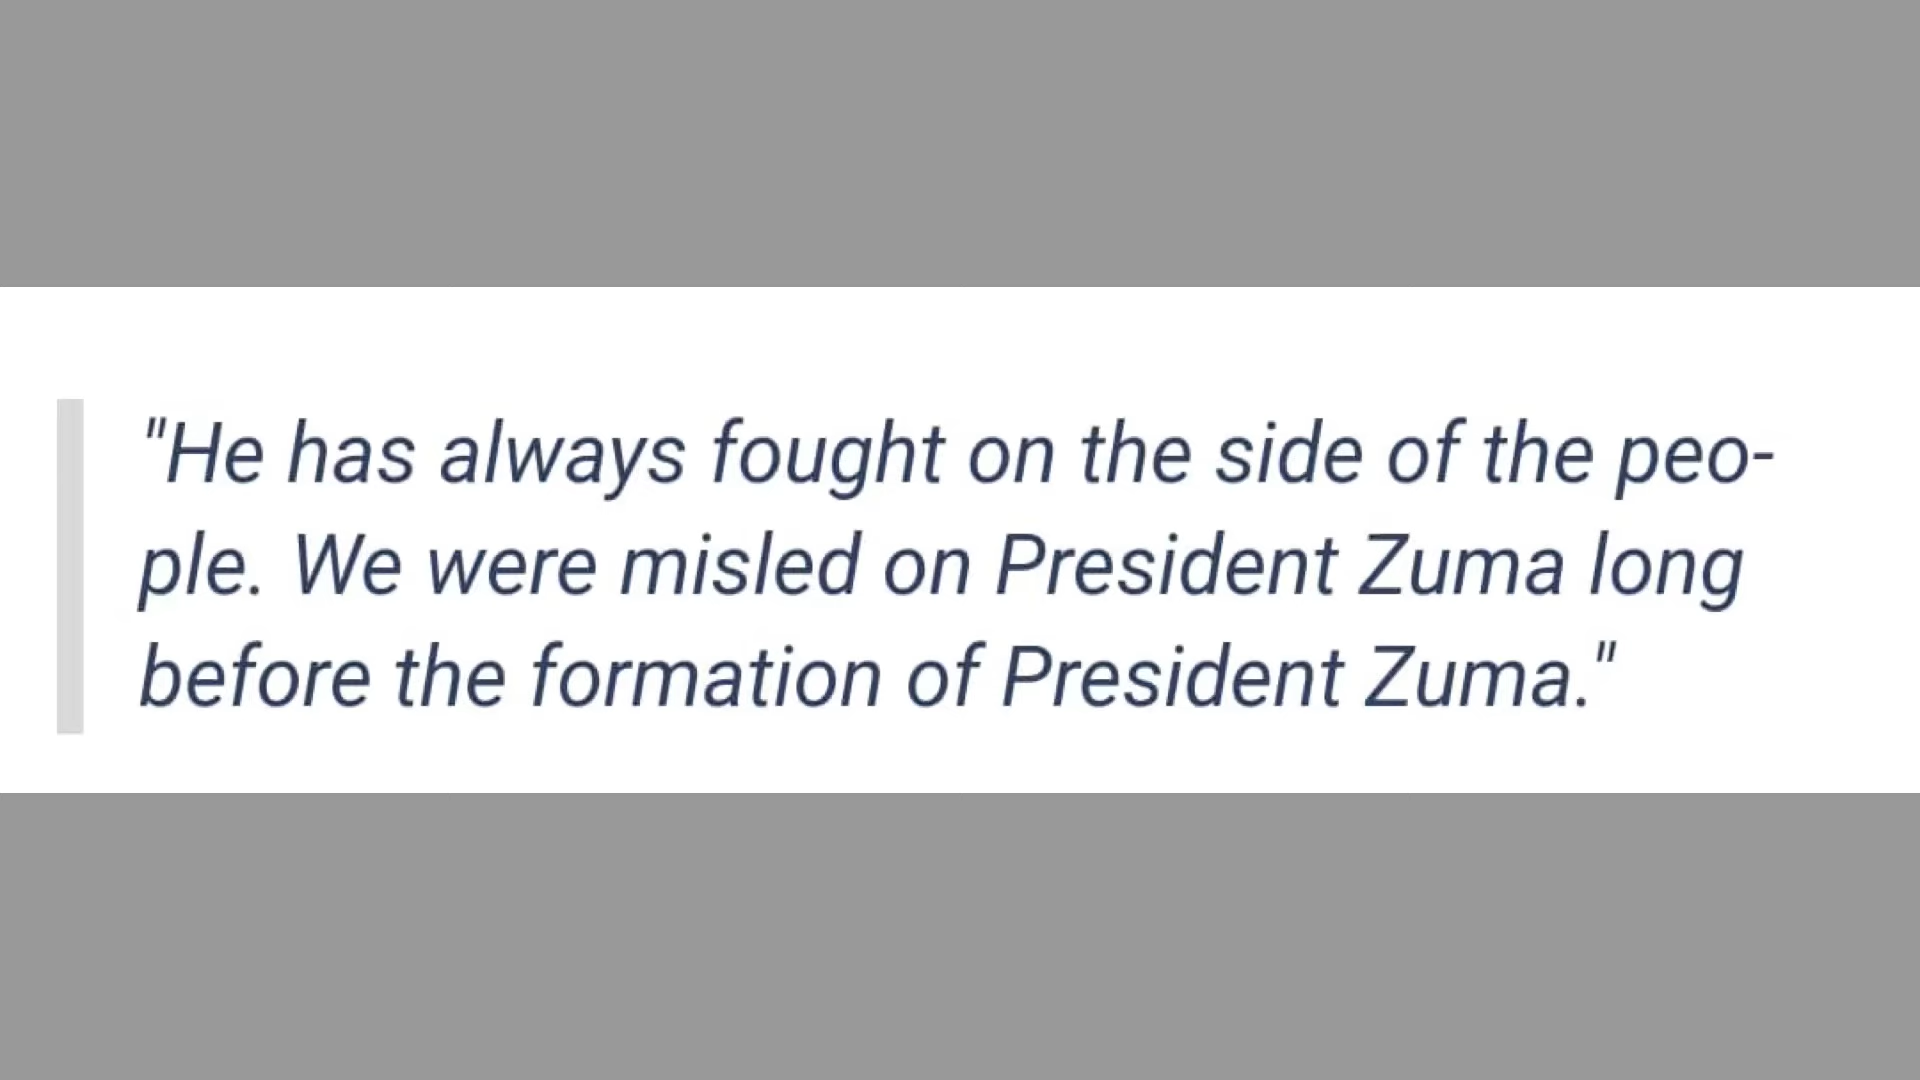 "He has always fought on the side of the peo-
ple. We were misled on President Zuma long
before the formation of President Zuma."